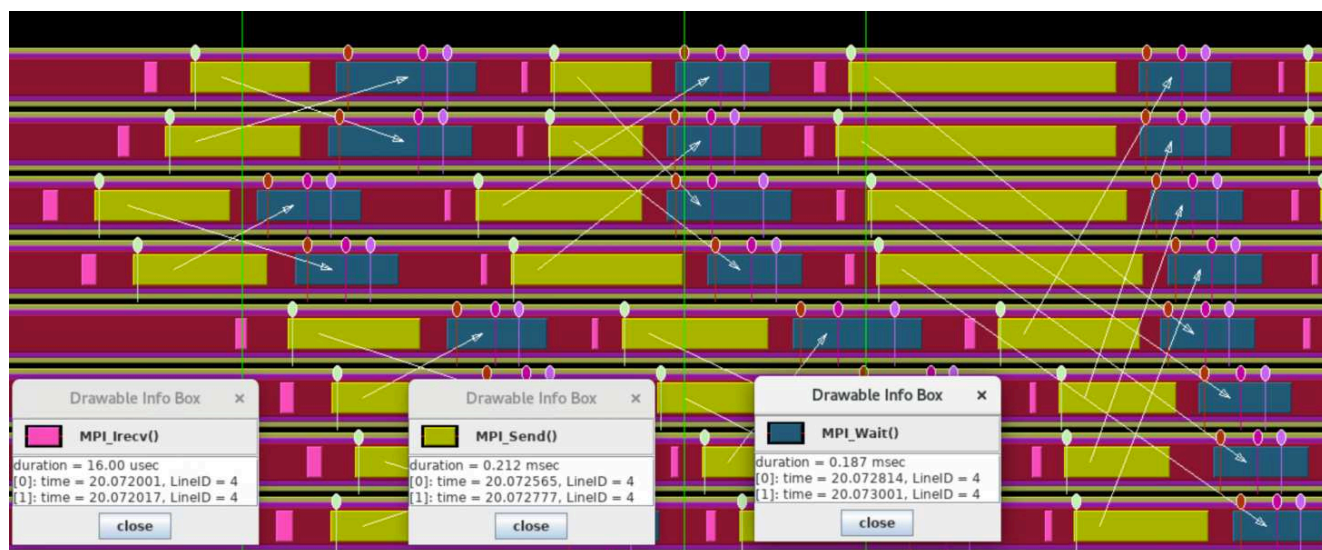 Drawable Info Box ×
MPI_Irecv()
duration = 16.00 usec
[0]: time = 20.072001, LineID = 4
[1]: time = 20.072017, LineID = 4
close
Drawable Info Box ×
MPI_Send()
duration = 0.212 msec
[0]: time = 20.072565, LineID = 4
[1]: time = 20.072777, LineID = 4
close
Drawable Info Box ×
MPI_Wait()
duration = 0.187 msec
[0]: time = 20.072814, LineID = 4
[1]: time = 20.073001, LineID = 4
close